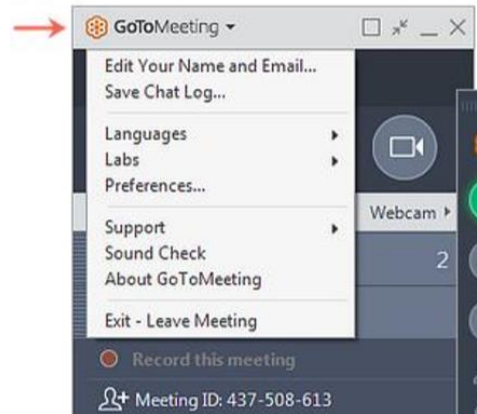 GoToMeeting
Edit Your Name and Email...
Save Chat Log...
Languages
Labs
Preferences...
Webcam
Support
2
Sound Check
About GoToMeeting
Exit - Leave Meeting
Record this meeting
Meeting ID: 437-508-613